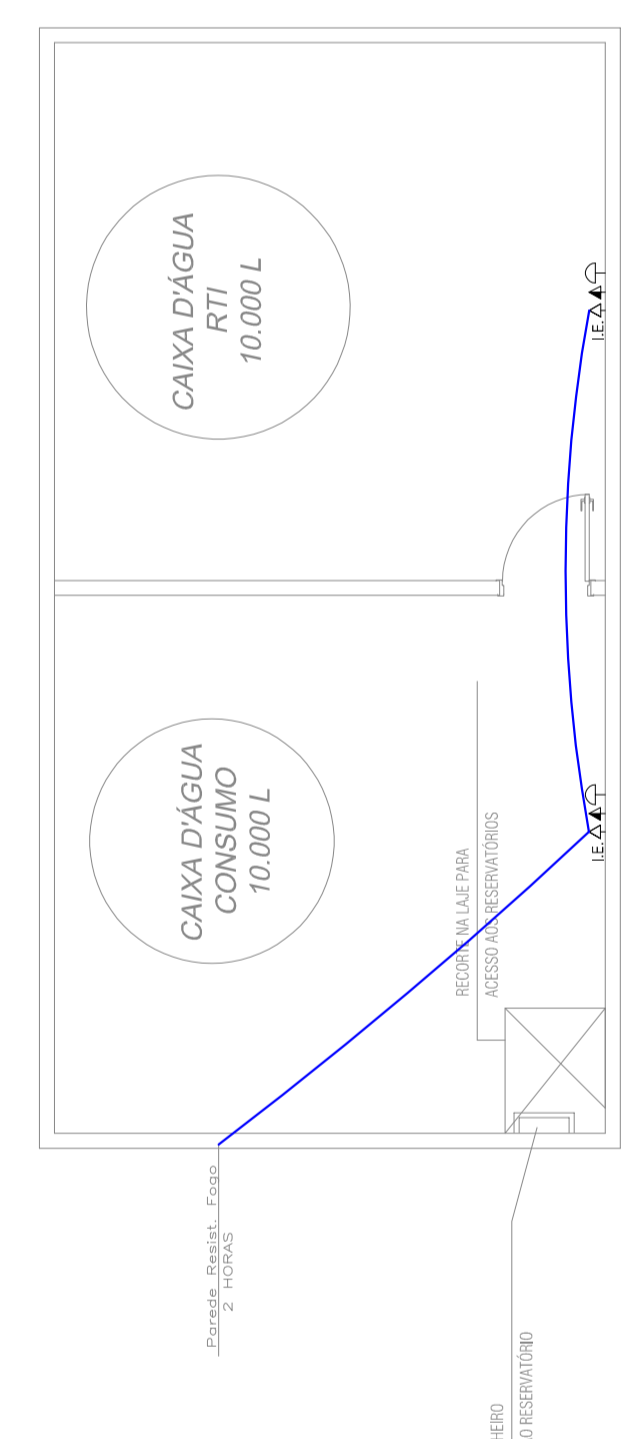 CAIXA D'ÁGUA
RTI
10.000 L
I.E.
CAIXA D'ÁGUA
CONSUMO
10.000 L
I.E.
RECORTE NA LAJE PARA
ACESSO AOS RESERVATÓRIOS
Parede Resist. Fogo
2 HORAS
HEIRO
O RESERVATÓRIO